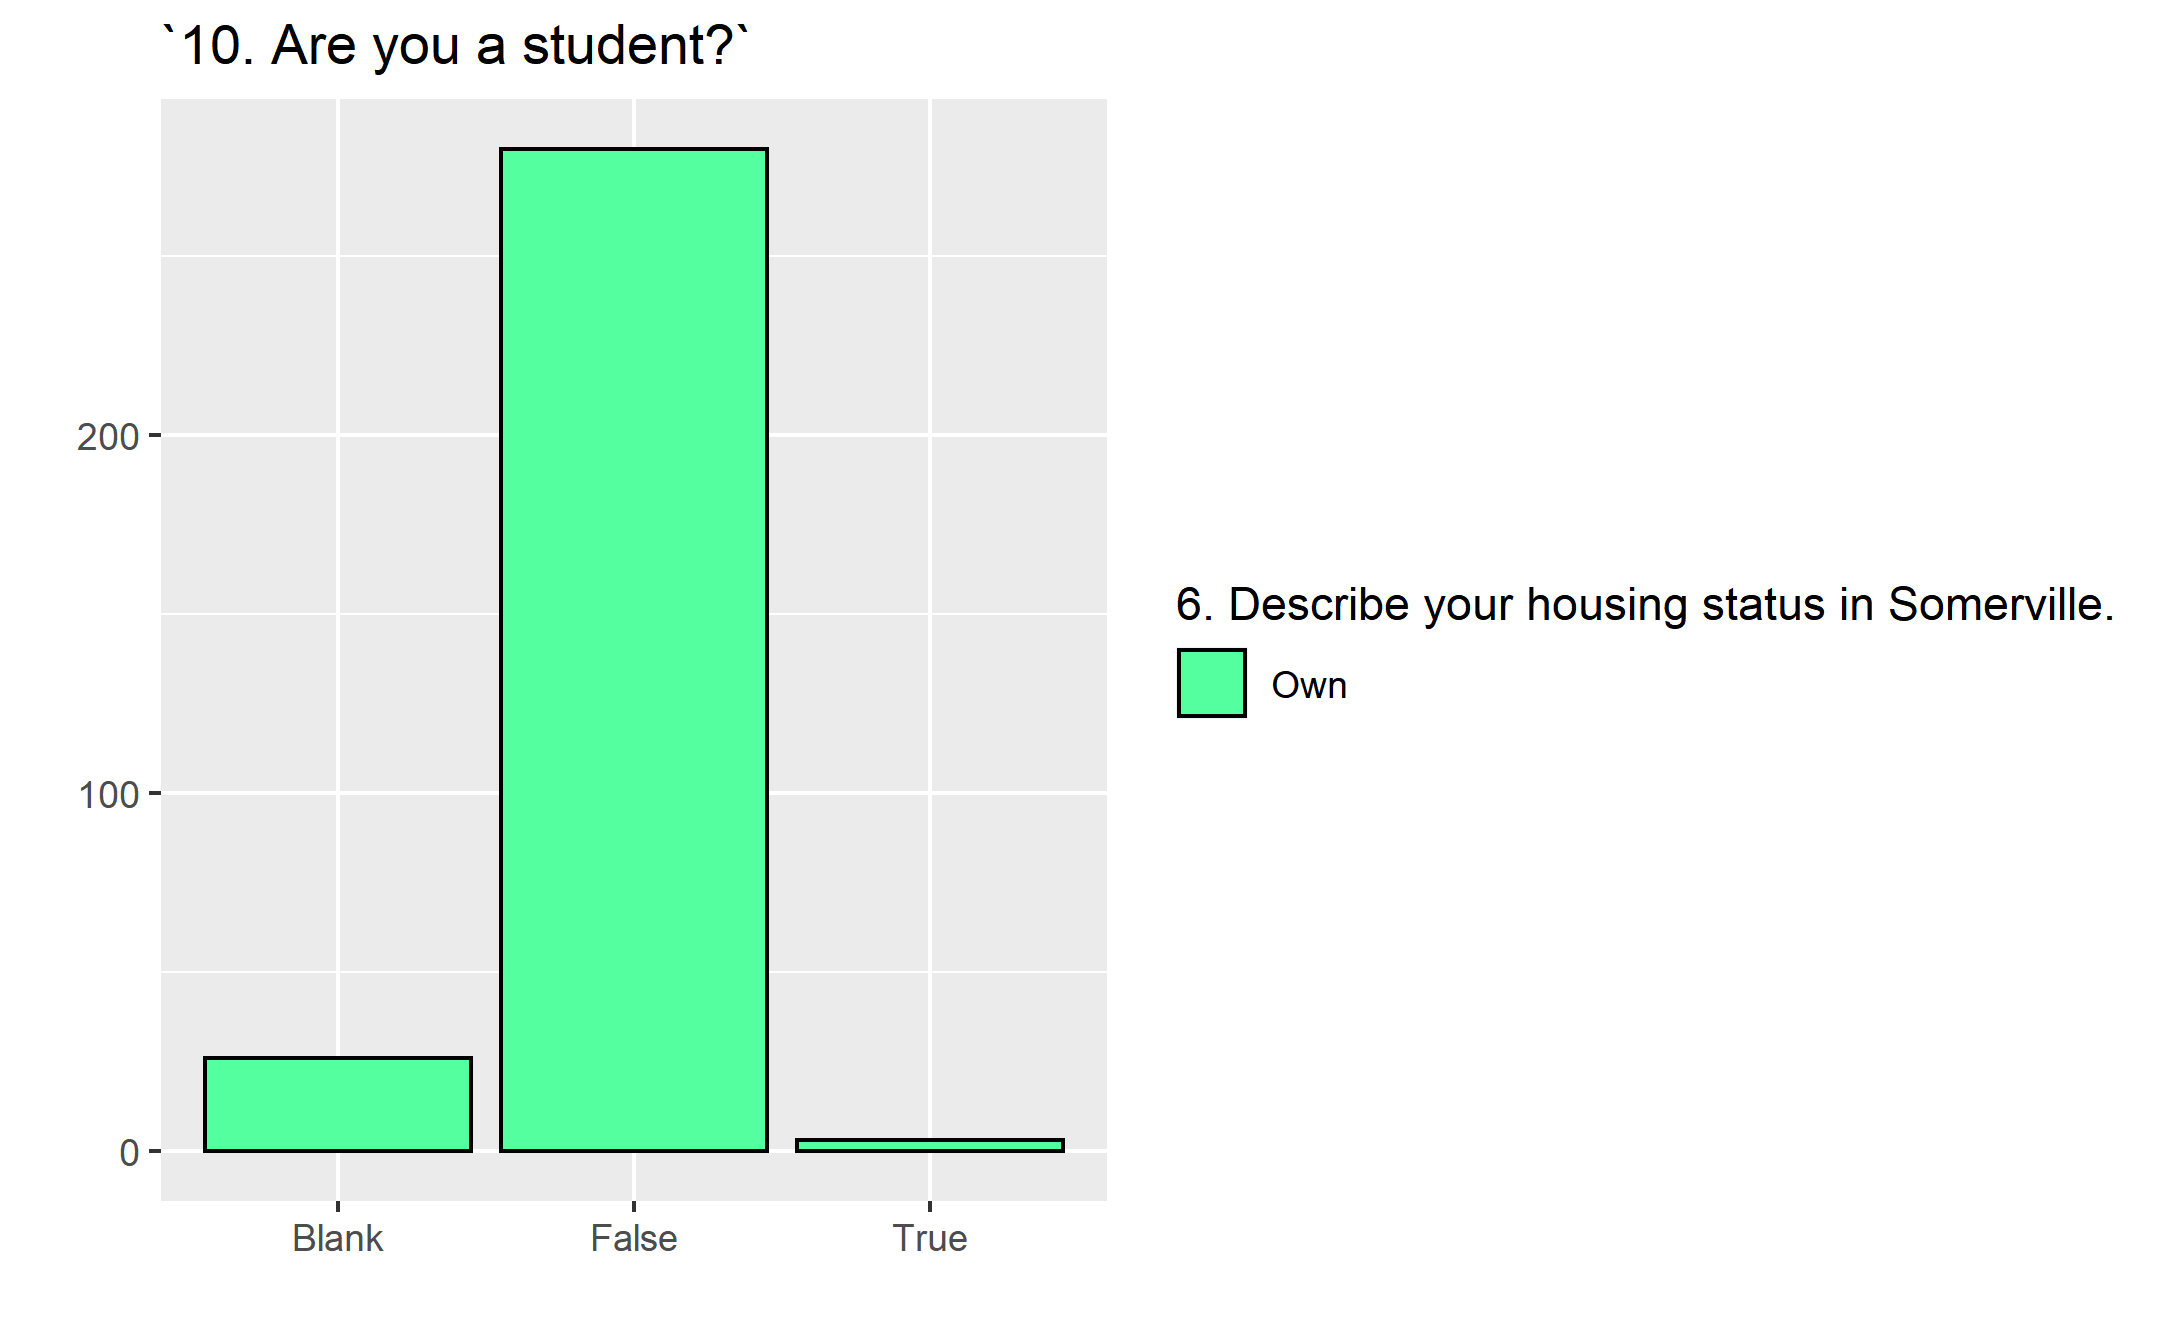 `10. Are you a student?`
200
100
0
Blank False True
6. Describe your housing status in Somerville.
Own